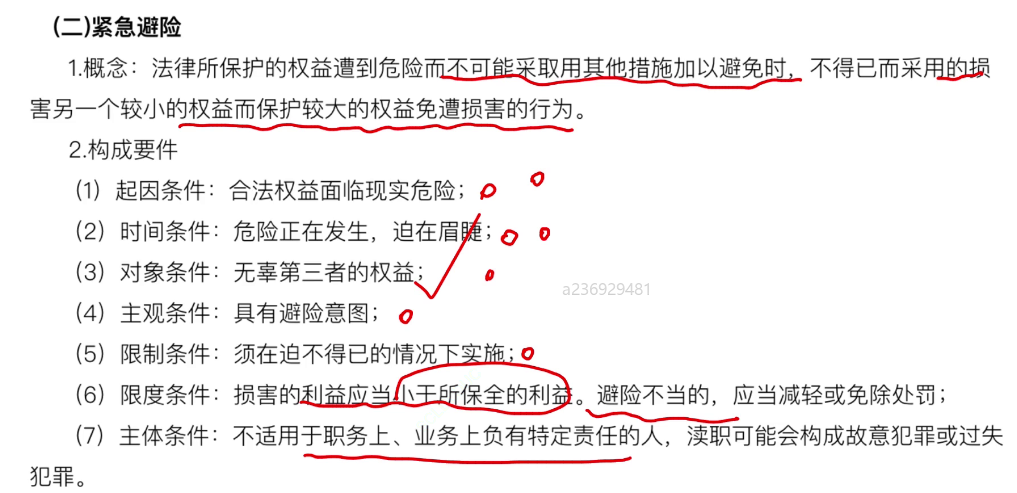 (二)紧急避险
1.概念：法律所保护的权益遭到危险而不可能采取用其他措施加以避免时，不得已而采用的损
害另一个较小的权益而保护较大的权益免遭损害的行为。
2.构成要件
（1）起因条件：合法权益面临现实危险；
（2）时间条件：危险正在发生，迫在眉睫；
（3）对象条件：无辜第三者的权益；
a236929481
（4）主观条件：具有避险意图；
（5）限制条件：须在迫不得已的情况下实施；
（6）限度条件：损害的利益应当小于所保全的利益。避险不当的，应当减轻或免除处罚；
（7）主体条件：不适用于职务上、业务上负有特定责任的人，渎职可能会构成故意犯罪或过失
犯罪。